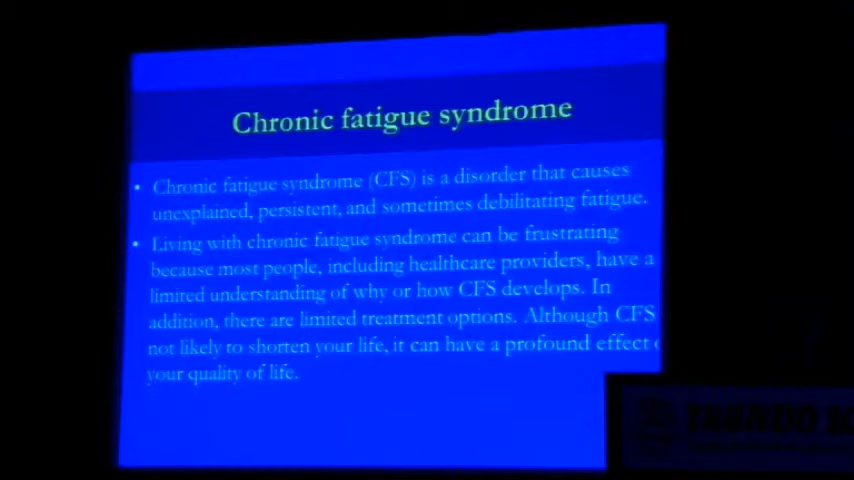 Chronic fatigue syndrome
• Chronic fatigue syndrome (CFS) is a disorder that causes
unexplained, persistent, and sometimes debilitating fatigue.
• Living with chronic fatigue syndrome can be frustrating
because most people, including healthcare providers, have a
limited understanding of why or how CFS develops. In
addition, there are limited treatment options. Although CFS
not likely to shorten your life, it can have a profound effect
your quality of life.